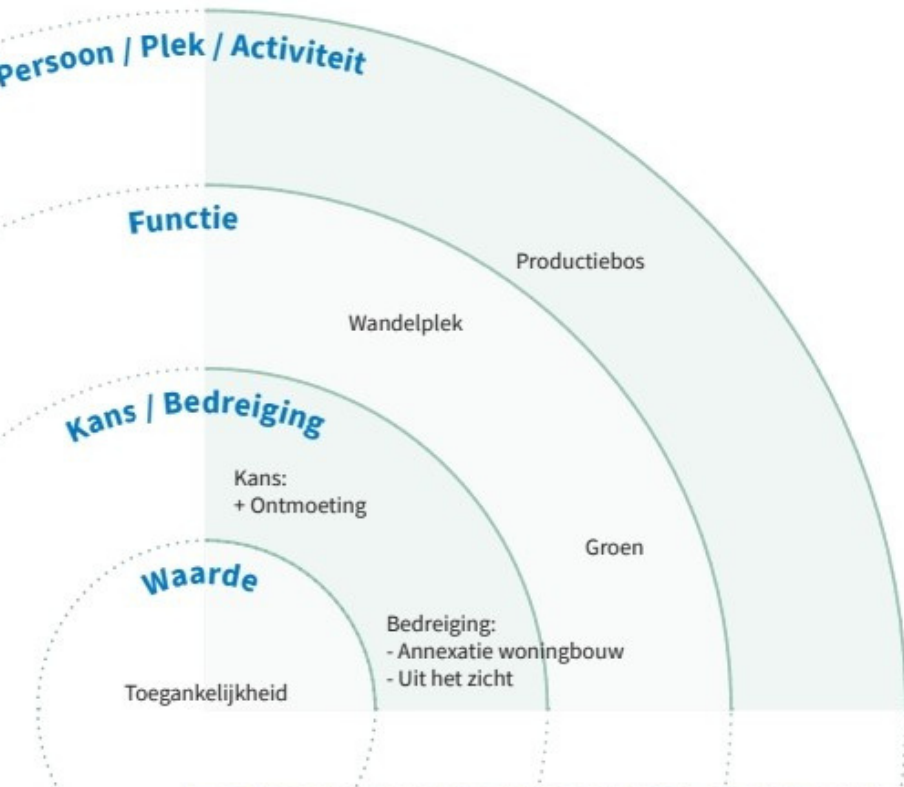 Persoon / Plek / Activiteit
Functie
Productiebos
Wandelplek
Kans / Bedreiging
Kans:
+ Ontmoeting
Groen
Waarde
Bedreiging:
- Annexatie woningbouw
- Uit het zicht
Toegankelijkheid